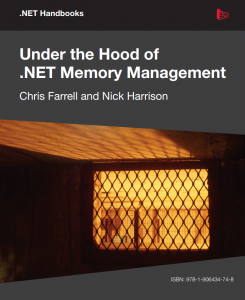 .NET Handbooks
Under the Hood of
.NET Memory Management
Chris Farrell and Nick Harrison
ISBN: 978-1-906434-74-8